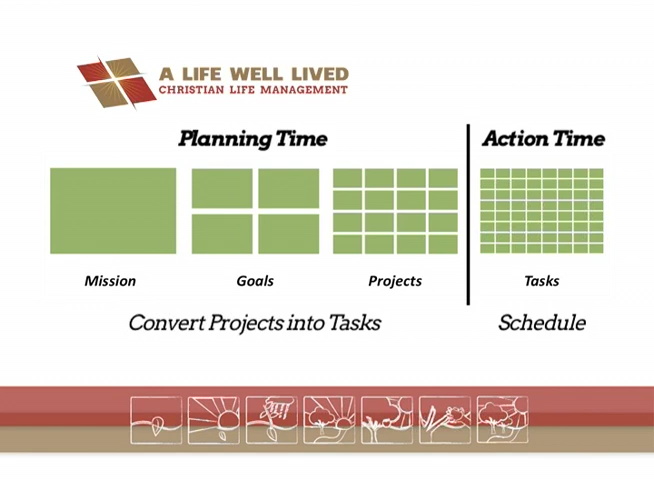 A LIFE WELL LIVED
CHRISTIAN LIFE MANAGEMENT
Planning Time
Action Time
Mission
Goals
Projects
Tasks
Convert Projects into Tasks
Schedule